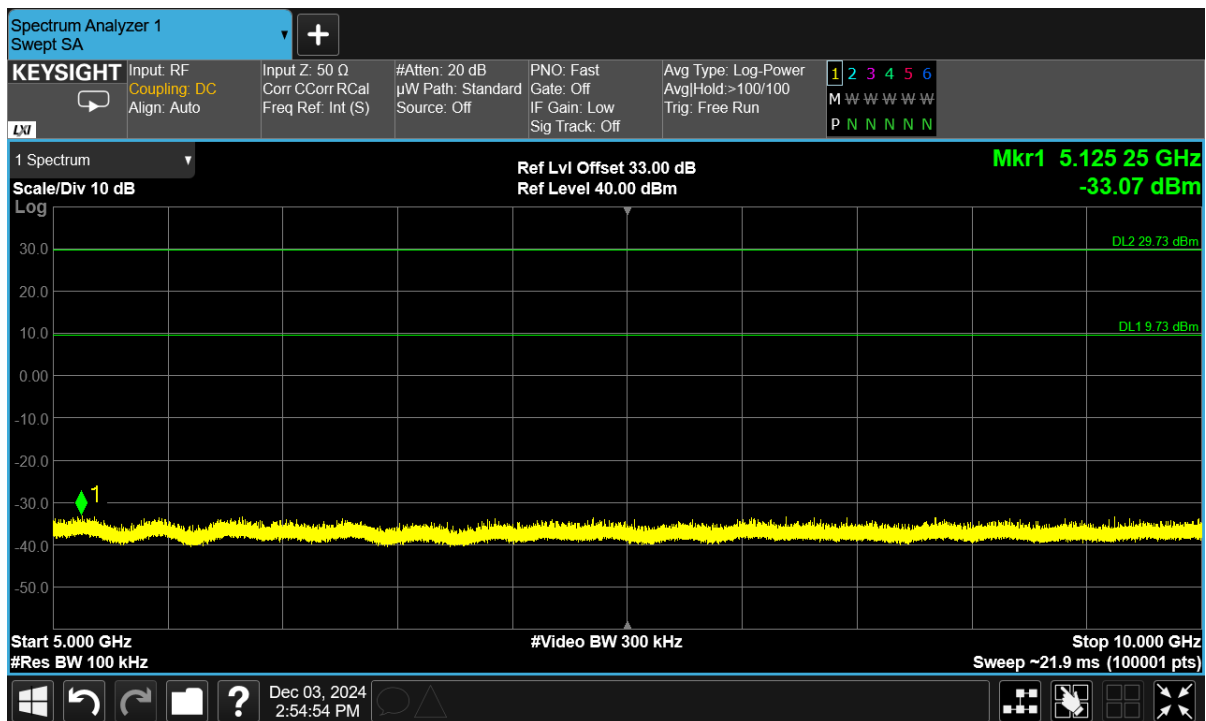 Spectrum Analyzer 1
Swept SA
KEYSIGHT
LXI
Input: RF
Coupling: DC
Align: Auto
Input Z: 50 Ω
Corr CCorr RCal
Freq Ref: Int (S)
#Atten: 20 dB
µW Path: Standard
Source: Off
PNO: Fast
Gate: Off
IF Gain: Low
Sig Track: Off
Avg Type: Log-Power
Avg|Hold:>100/100
Trig: Free Run
1 2 3 4 5 6
M W W W W W
P N N N N N
1 Spectrum
Scale/Div 10 dB
Ref Lvl Offset 33.00 dB
Ref Level 40.00 dBm
Mkr1 5.125 25 GHz
-33.07 dBm
Log
DL2 29.73 dBm
30.0
20.0
DL1 9.73 dBm
10.0
0.00
-10.0
-20.0
1
-30.0
-40.0
-50.0
Start 5.000 GHz
#Video BW 300 kHz
Stop 10.000 GHz
#Res BW 100 kHz
Sweep ~21.9 ms (100001 pts)
?
Dec 03, 2024
2:54:54 PM